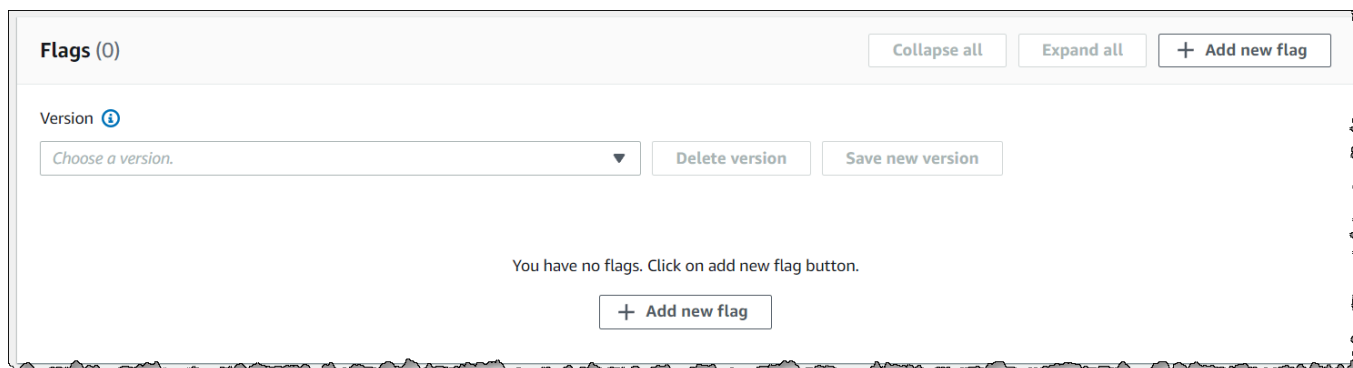 Flags (0)
Collapse all
Expand all
+ Add new flag
Version
Choose a version.
Delete version
Save new version
You have no flags. Click on add new flag button.
+ Add new flag